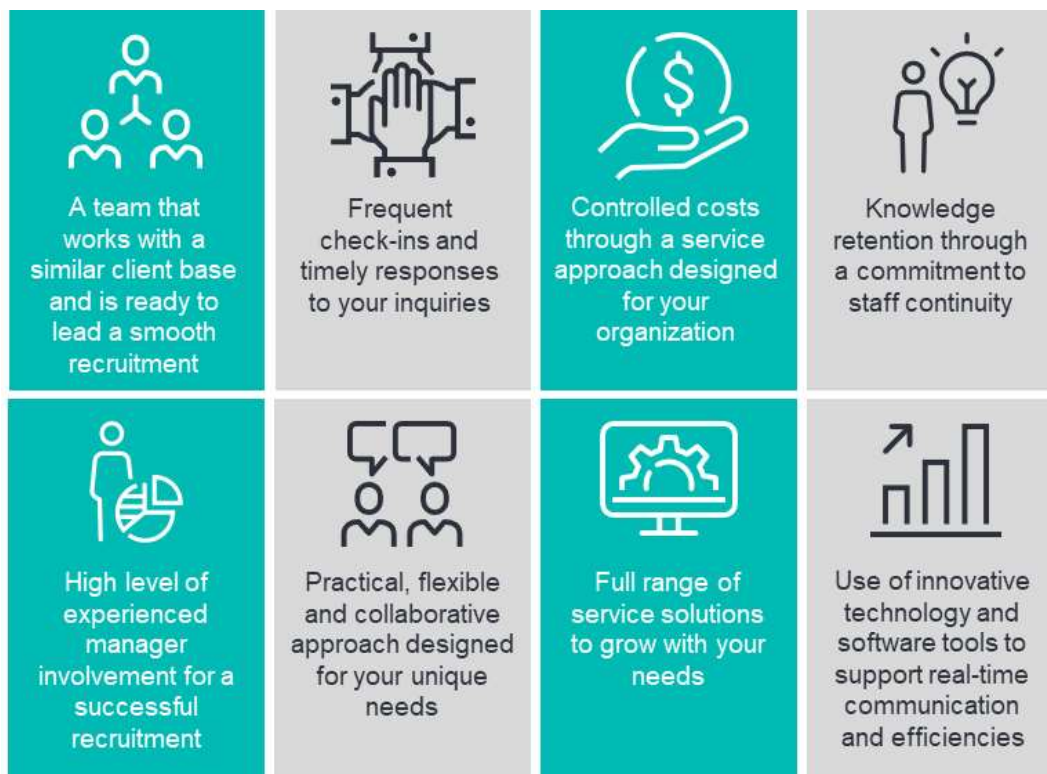 A team that
works with a
similar client base
and is ready to
lead a smooth
recruitment
Frequent
check-ins and
timely responses
to your inquiries
Controlled costs
through a service
approach designed
for your
organization
Knowledge
retention through
a commitment to
staff continuity
High level of
experienced
manager
involvement for a
successful
recruitment
Practical, flexible
and collaborative
approach designed
for your unique
needs
Full range of
service solutions
to grow with your
needs
Use of innovative
technology and
software tools to
support real-time
communication
and efficiencies